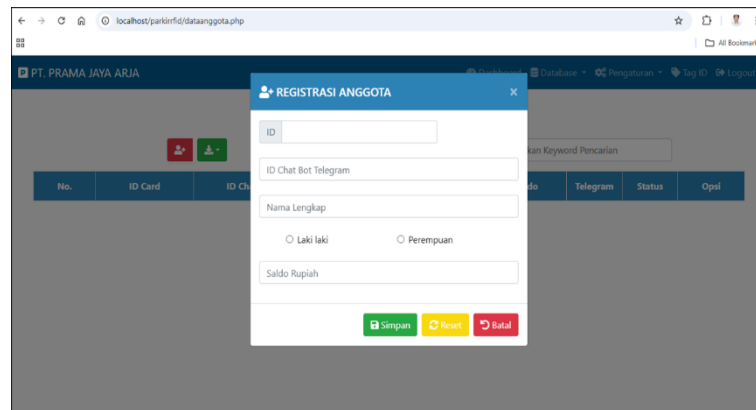 localhost/parkirrfid/dataanggota.php
All Bookmark
P PT. PRAMA JAYA ARJA
Dashboard Database Pengaturan Tag ID Logout
REGISTRASI ANGGOTA ×
ID
kan Keyword Pencarian
ID Chat Bot Telegram
No. ID Card ID Ch do Telegram Status Opsi
Nama Lengkap
Laki laki Perempuan
Saldo Rupiah
Simpan Reset Batal